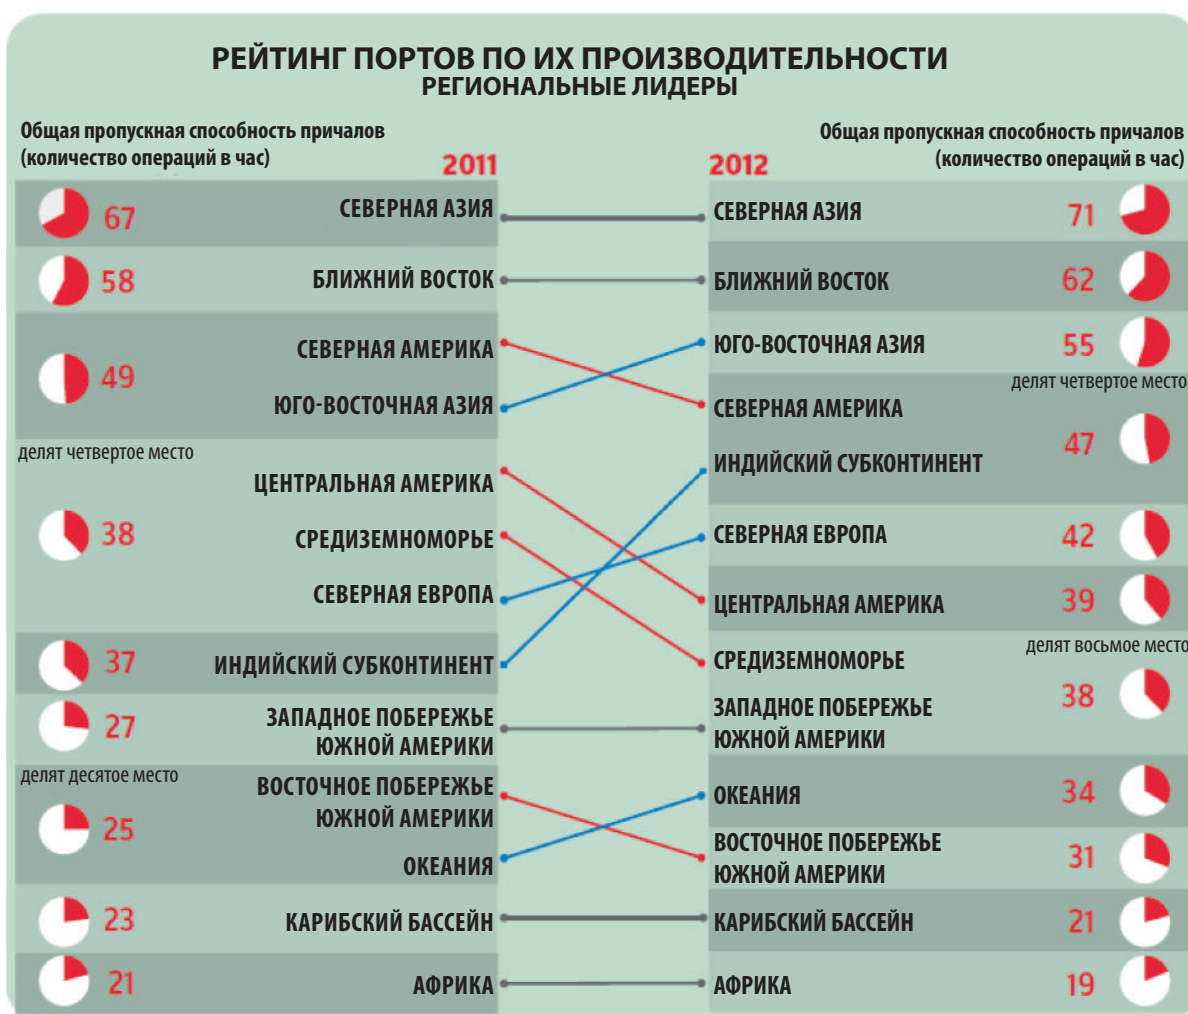 РЕЙТИНГ ПОРТОВ ПО ИХ ПРОИЗВОДИТЕЛЬНОСТИ
РЕГИОНАЛЬНЫЕ ЛИДЕРЫ
Общая пропускная способность причалов
(количество операций в час)
2011
67
СЕВЕРНАЯ АЗИЯ
58
БЛИЖНИЙ ВОСТОК
49
СЕВЕРНАЯ АМЕРИКА
ЮГО-ВОСТОЧНАЯ АЗИЯ
делят четвертое место
38
ЦЕНТРАЛЬНАЯ АМЕРИКА
СРЕДИЗЕМНОМОРЬЕ
СЕВЕРНАЯ ЕВРОПА
37
ИНДИЙСКИЙ СУБКОНТИНЕНТ
27
ЗАПАДНОЕ ПОБЕРЕЖЬЕ
ЮЖНОЙ АМЕРИКИ
делят десятое место
25
ВОСТОЧНОЕ ПОБЕРЕЖЬЕ
ЮЖНОЙ АМЕРИКИ
ОКЕАНИЯ
23
КАРИБСКИЙ БАССЕЙН
21
АФРИКА
Общая пропускная способность причалов
(количество операций в час)
2012
СЕВЕРНАЯ АЗИЯ
71
БЛИЖНИЙ ВОСТОК
62
ЮГО-ВОСТОЧНАЯ АЗИЯ
55
делят четвертое место
СЕВЕРНАЯ АМЕРИКА
47
ИНДИЙСКИЙ СУБКОНТИНЕНТ
СЕВЕРНАЯ ЕВРОПА
42
ЦЕНТРАЛЬНАЯ АМЕРИКА
39
делят восьмое место
СРЕДИЗЕМНОМОРЬЕ
38
ЗАПАДНОЕ ПОБЕРЕЖЬЕ
ЮЖНОЙ АМЕРИКИ
ОКЕАНИЯ
34
ВОСТОЧНОЕ ПОБЕРЕЖЬЕ
ЮЖНОЙ АМЕРИКИ
31
КАРИБСКИЙ БАССЕЙН
21
АФРИКА
19